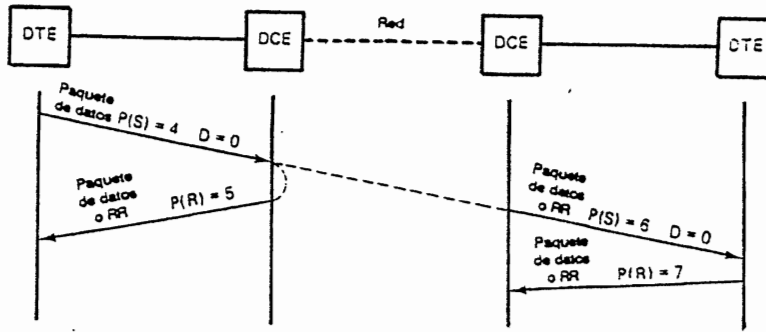 DTE
DCE
Red
DCE
DTE
Paquete
de datos P(S) = 4 D = 0
Paquete
de datos
o RR P(R) = 5
Paquete
de datos
o RR P(S) = 6 D = 0
Paquete
de datos
o RR P(R) = 7